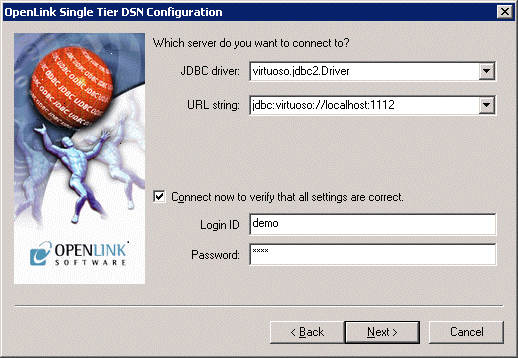 OpenLink Single Tier DSN Configuration
Which server do you want to connect to?
JDBC driver: virtuoso.jdbc2.Driver
URL string: jdbc:virtuoso://localhost:1112
Connect now to verify that all settings are correct.
Login ID demo
Password: ****
OPENLINK
SOFTWARE
< Back Next > Cancel